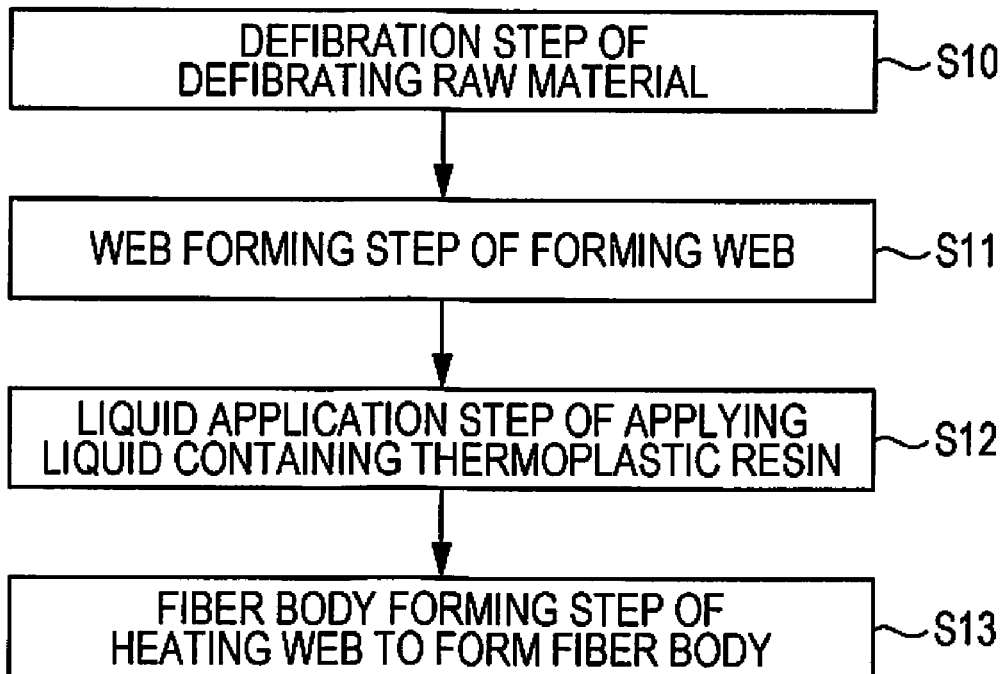 DEFIBRATION STEP OF
DEFIBRATING RAW MATERIAL
S10
WEB FORMING STEP OF FORMING WEB
S11
LIQUID APPLICATION STEP OF APPLYING
LIQUID CONTAINING THERMOPLASTIC RESIN
S12
FIBER BODY FORMING STEP OF
HEATING WEB TO FORM FIBER BODY
S13